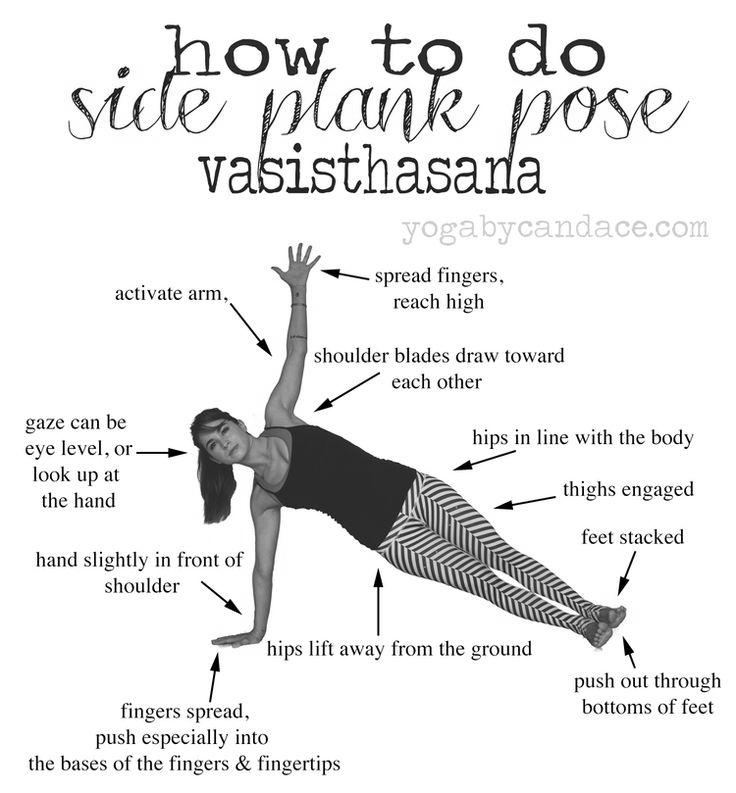 how to do
side plank pose
vasisthasana
yogabycandace.com
spread fingers,
reach high
activate arm,
shoulder blades draw toward
each other
gaze can be
eye level, or
look up at
the hand
hips in line with the body
thighs engaged
feet stacked
hand slightly in front of
shoulder
hips lift away from the ground
push out through
bottoms of feet
fingers spread,
push especially into
the bases of the fingers & fingertips